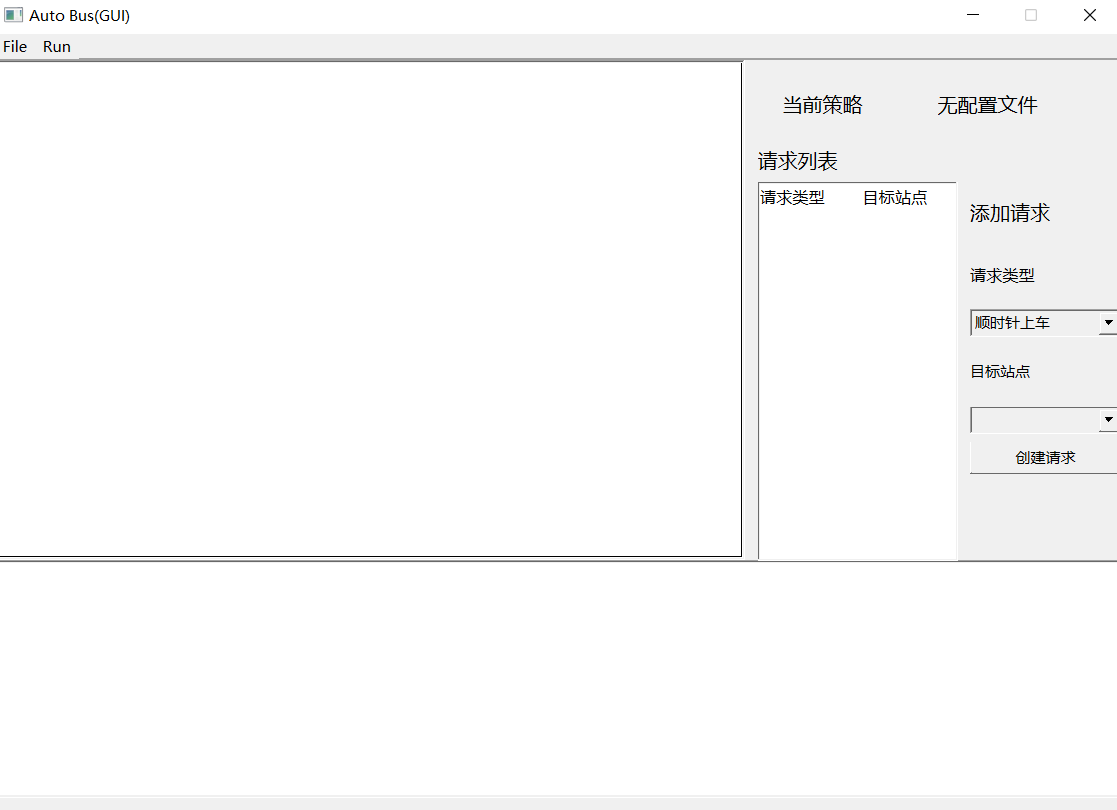 Auto Bus(GUI)
File Run
当前策略 无配置文件
请求列表
请求类型 目标站点
添加请求
请求类型
顺时针上车
目标站点
创建请求